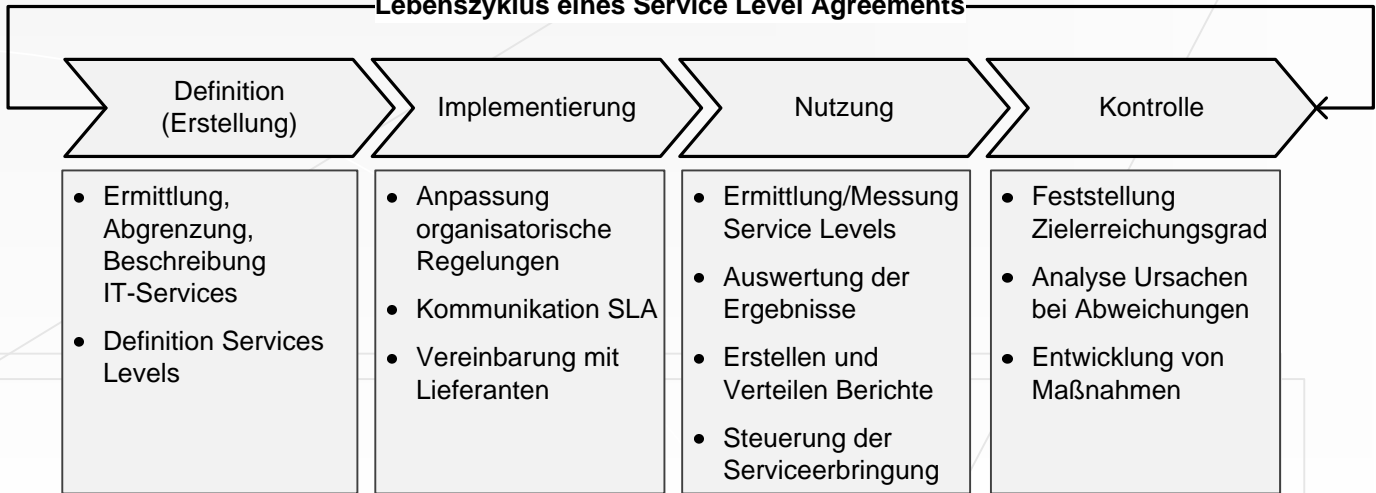 Lebenszyklus eines Service Level Agreements
Definition
(Erstellung)
Implementierung
Nutzung
Kontrolle
• Ermittlung,
Abgrenzung,
Beschreibung
IT-Services
• Definition Services
Levels
• Anpassung
organisatorische
Regelungen
• Kommunikation SLA
• Vereinbarung mit
Lieferanten
• Ermittlung/Messung
Service Levels
• Auswertung der
Ergebnisse
• Erstellen und
Verteilen Berichte
• Steuerung der
Serviceerbringung
• Feststellung
Zielerreichungsgrad
• Analyse Ursachen
bei Abweichungen
• Entwicklung von
Maßnahmen